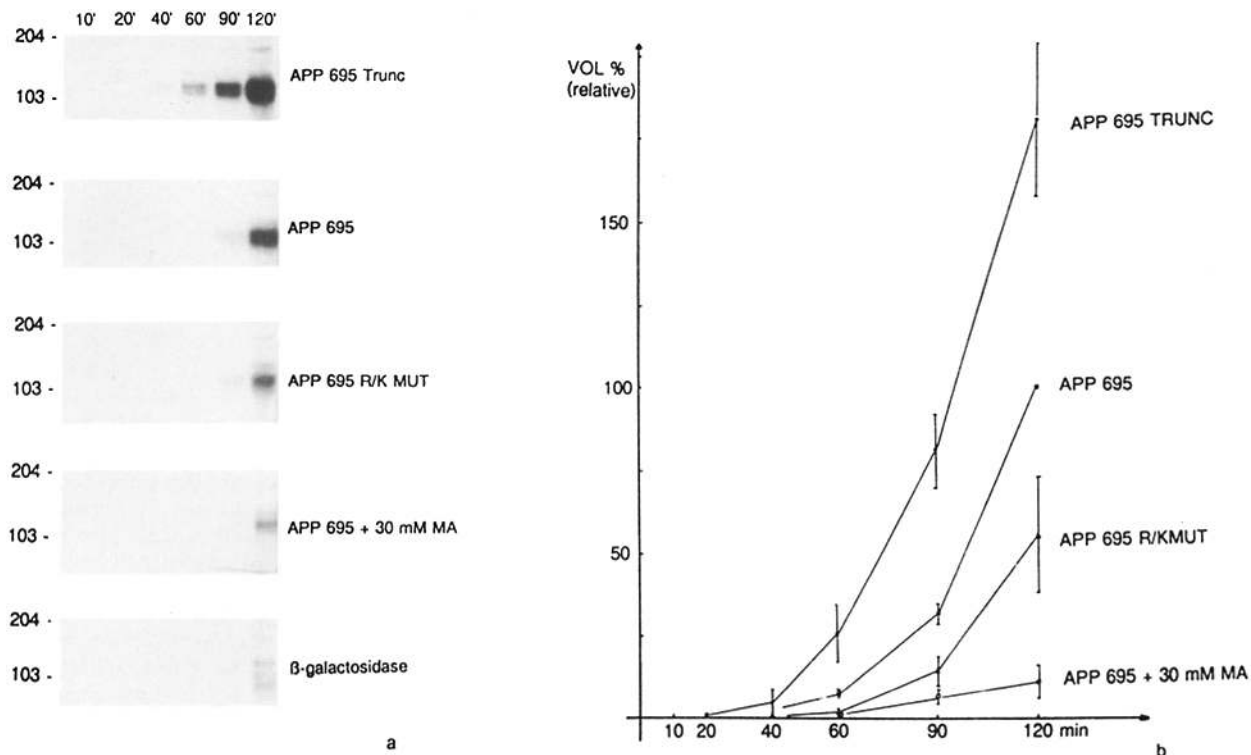 10' 20' 40' 60' 90' 120'
204 -
103 -
APP 695 Trunc
204 -
103 -
APP 695
204 -
103 -
APP 695 R/K MUT
204 -
103 -
APP 695 + 30 mM MA
204 -
103 -
ß-galactosidase
a
VOL %
(relative)
150
100
50
APP 695 TRUNC
APP 695
APP 695 R/KMUT
APP 695 + 30 mM MA
10 20 40 60 90 120 min
b